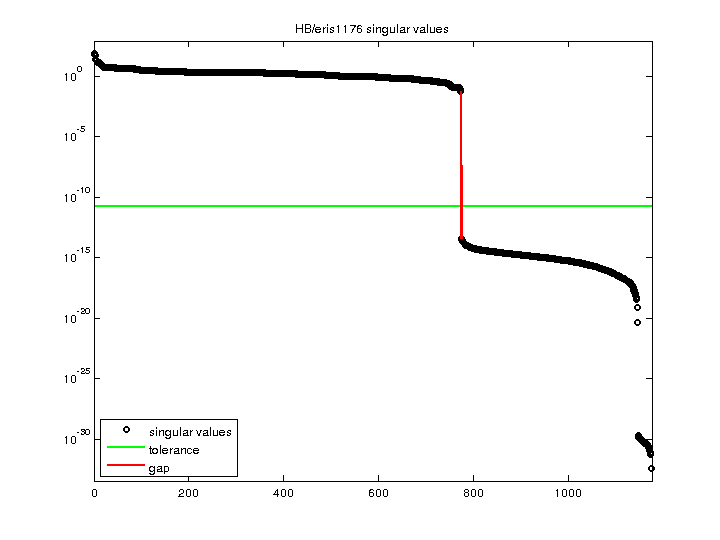 HB/eris1176 singular values
10^0
10^-5
10^-10
10^-15
10^-20
10^-25
10^-30
singular values
tolerance
gap
0 200 400 600 800 1000